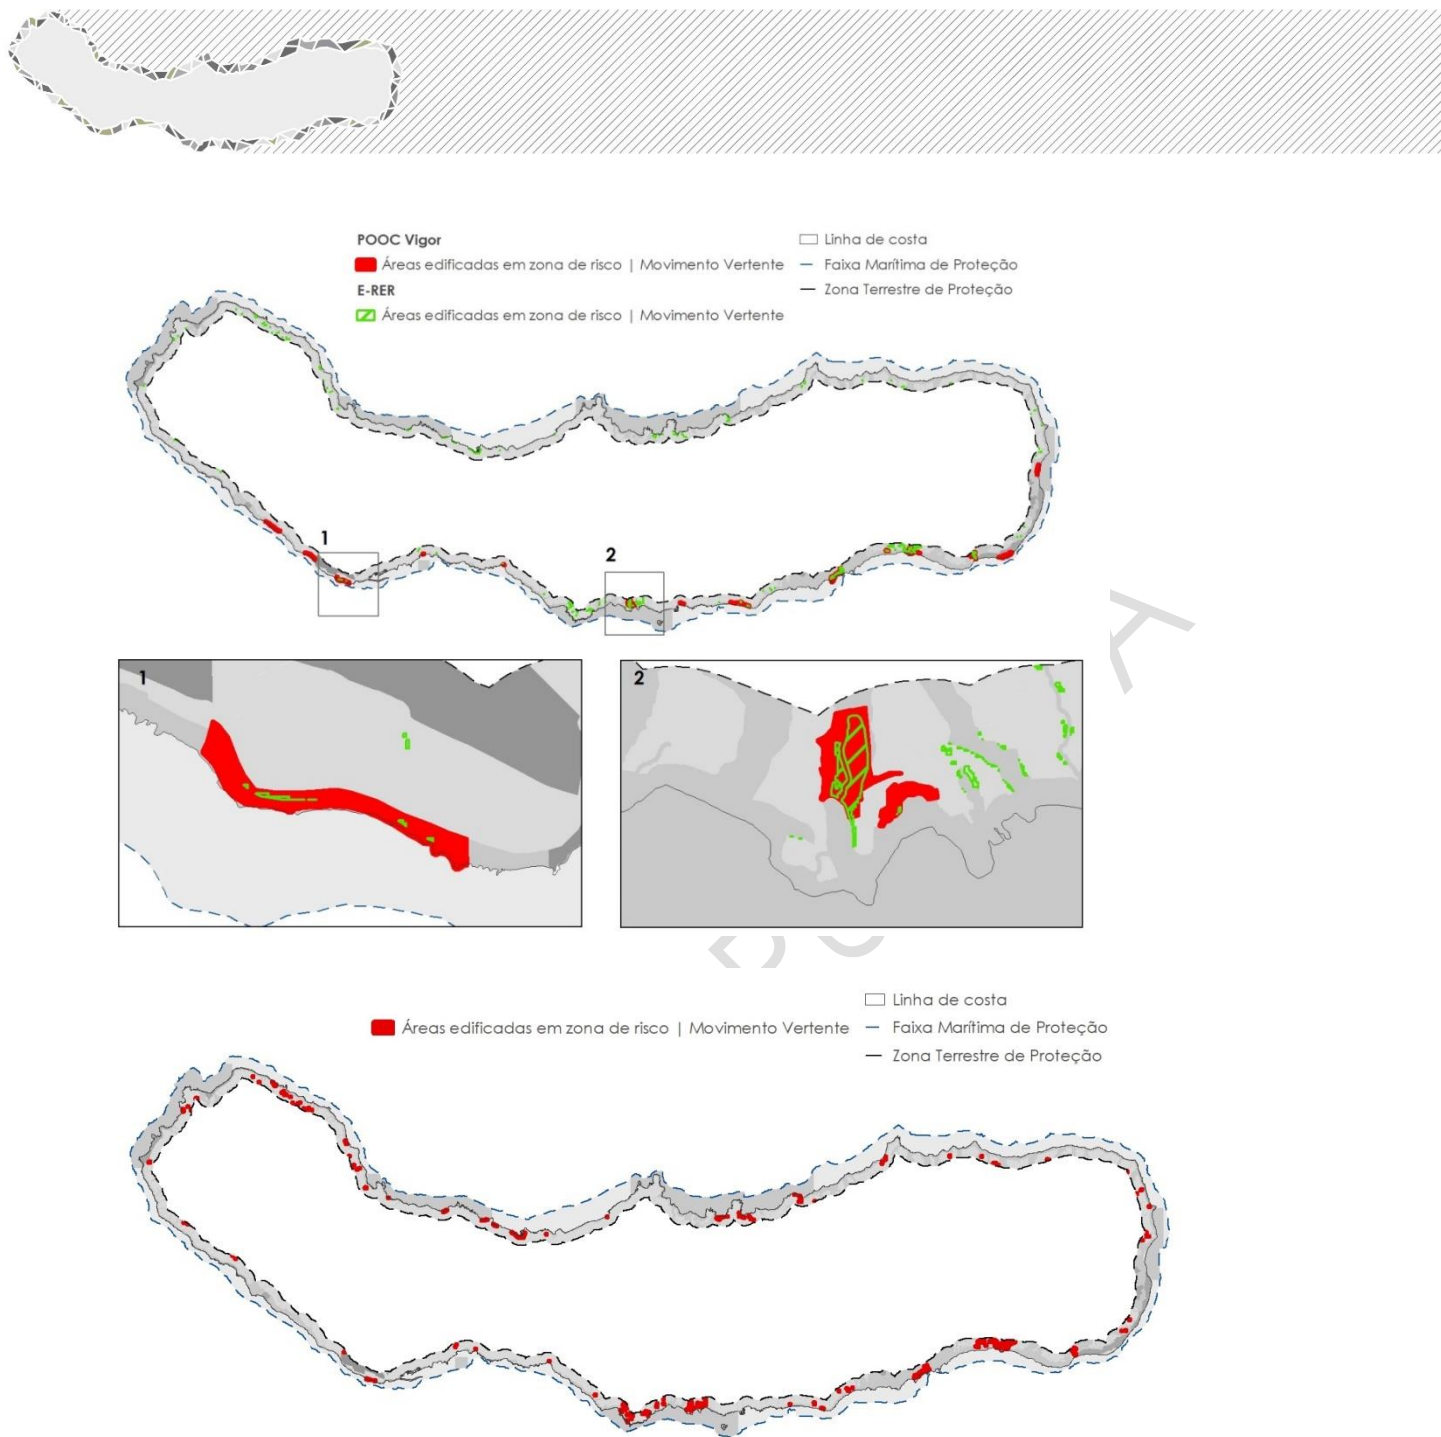 POOC Vigor
Áreas edificadas em zona de risco | Movimento Vertente
E-RER
Áreas edificadas em zona de risco | Movimento Vertente
Linha de costa
Faixa Marítima de Proteção
Zona Terrestre de Proteção
1
2
1
2
Linha de costa
Áreas edificadas em zona de risco | Movimento Vertente
Faixa Marítima de Proteção
Zona Terrestre de Proteção